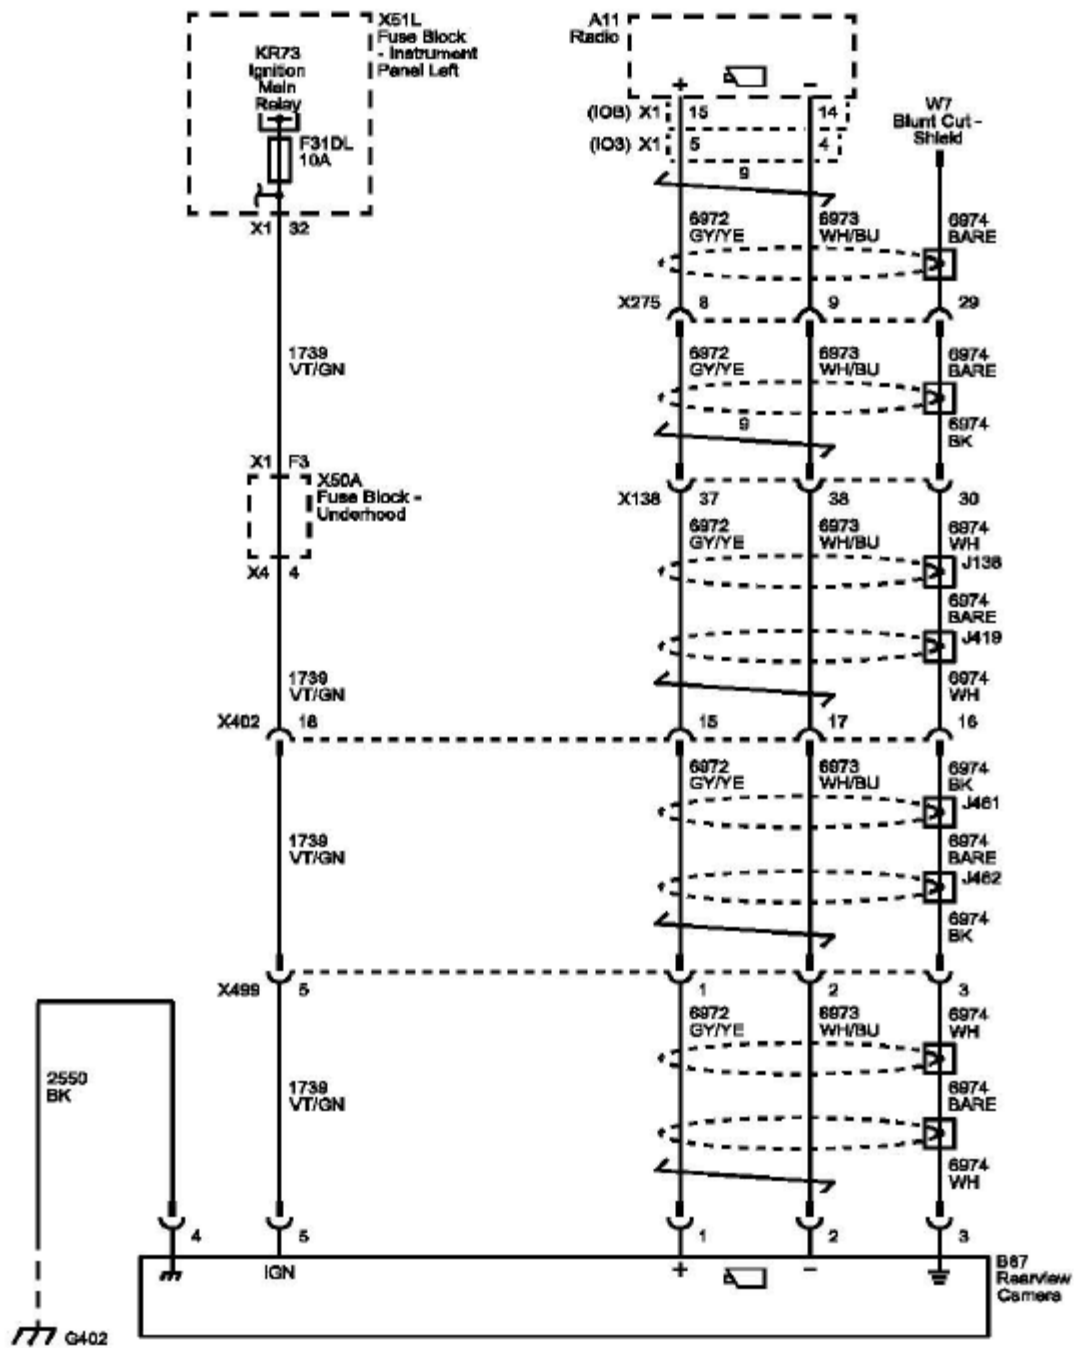 X51L
Fuse Block
- Instrument
Panel Left
KR73
Ignition
Main
Relay
F31DL
10A
X1 32
A11
Radio
+ −
(IOB) X1 15 14
(IO3) X1 5 4
W7
Blunt Cut -
Shield
9
6972
GY/YE
6973
WH/BU
6974
BARE
X275 8 9 29
1739
VT/GN
6972
GY/YE
6973
WH/BU
6974
BARE
9
6974
BK
X1 F3
X50A
Fuse Block -
Underhood
X4 4
X138 37 38 30
6972
GY/YE
6973
WH/BU
6974
WH
J138
6974
BARE
J419
6974
WH
1739
VT/GN
X402 18 15 17 16
6972
GY/YE
6973
WH/BU
6974
BK
J461
1739
VT/GN
6974
BARE
J462
6974
BK
X499 5 1 2 3
6972
GY/YE
6973
WH/BU
6974
WH
2550
BK
1739
VT/GN
6974
BARE
6974
WH
4 5 1 2 3
IGN + −
B87
Rearview
Camera
G402